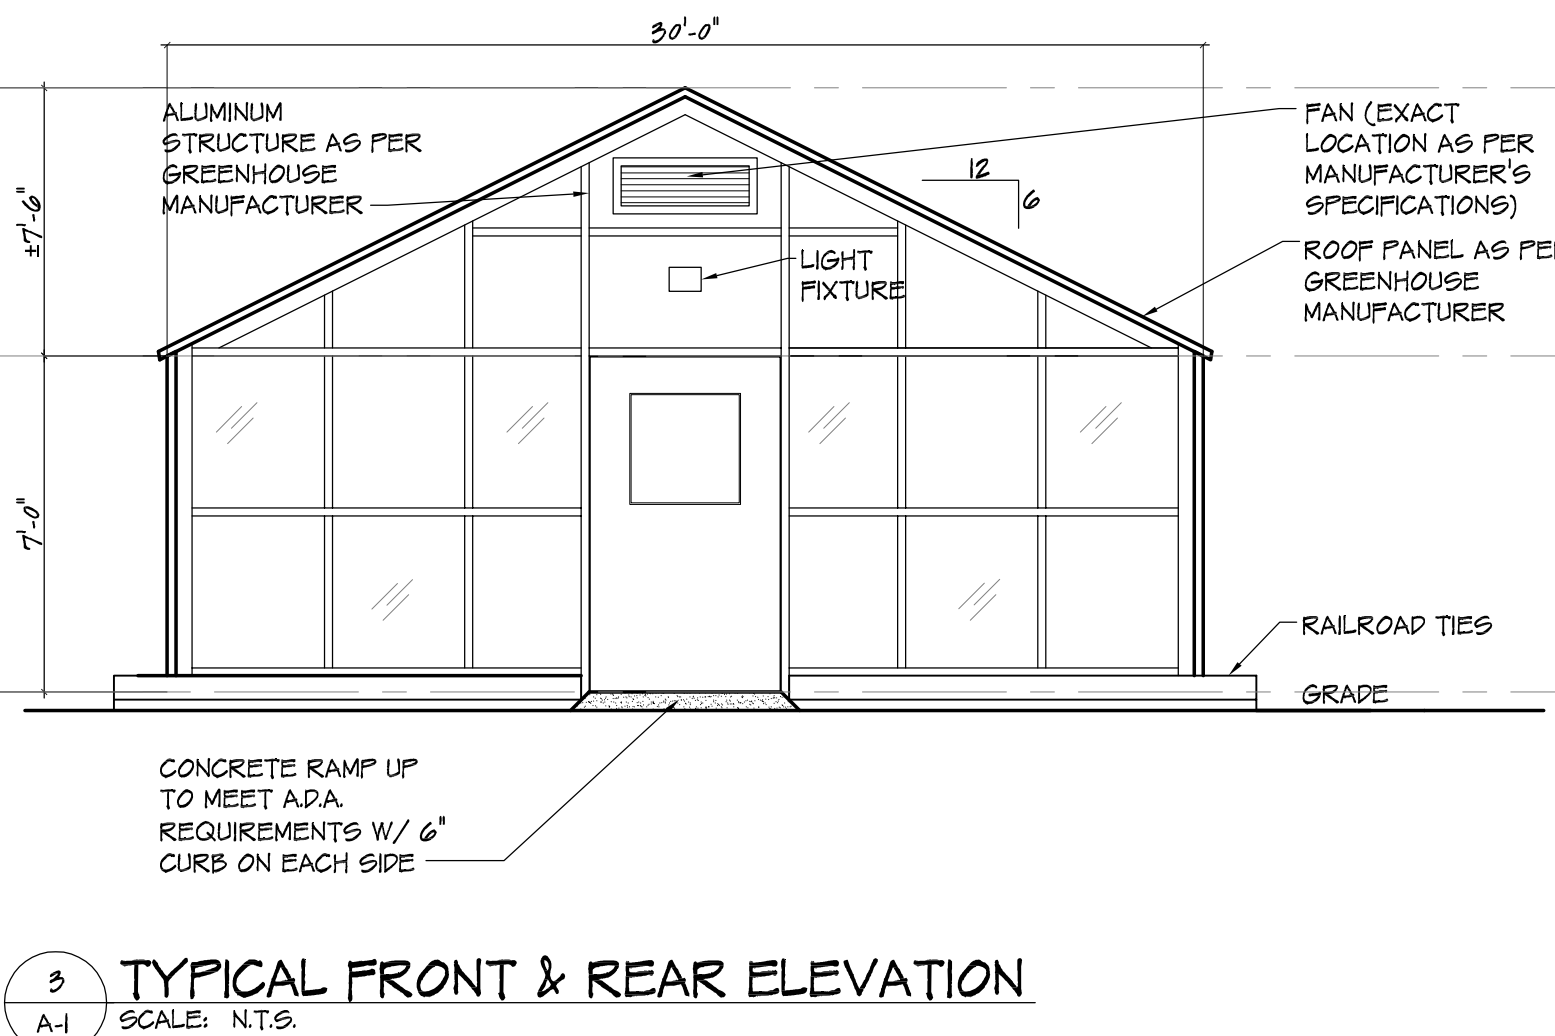 30'-0"
ALUMINUM
STRUCTURE AS PER
GREENHOUSE
MANUFACTURER
FAN (EXACT
LOCATION AS PER
MANUFACTURER'S
SPECIFICATIONS)
12
6
±7'-6"
LIGHT
FIXTURE
ROOF PANEL AS PER
GREENHOUSE
MANUFACTURER
7'-0"
RAILROAD TIES
GRADE
CONCRETE RAMP UP
TO MEET A.D.A.
REQUIREMENTS W/ 6"
CURB ON EACH SIDE
3
A-1
TYPICAL FRONT & REAR ELEVATION
SCALE: N.T.S.